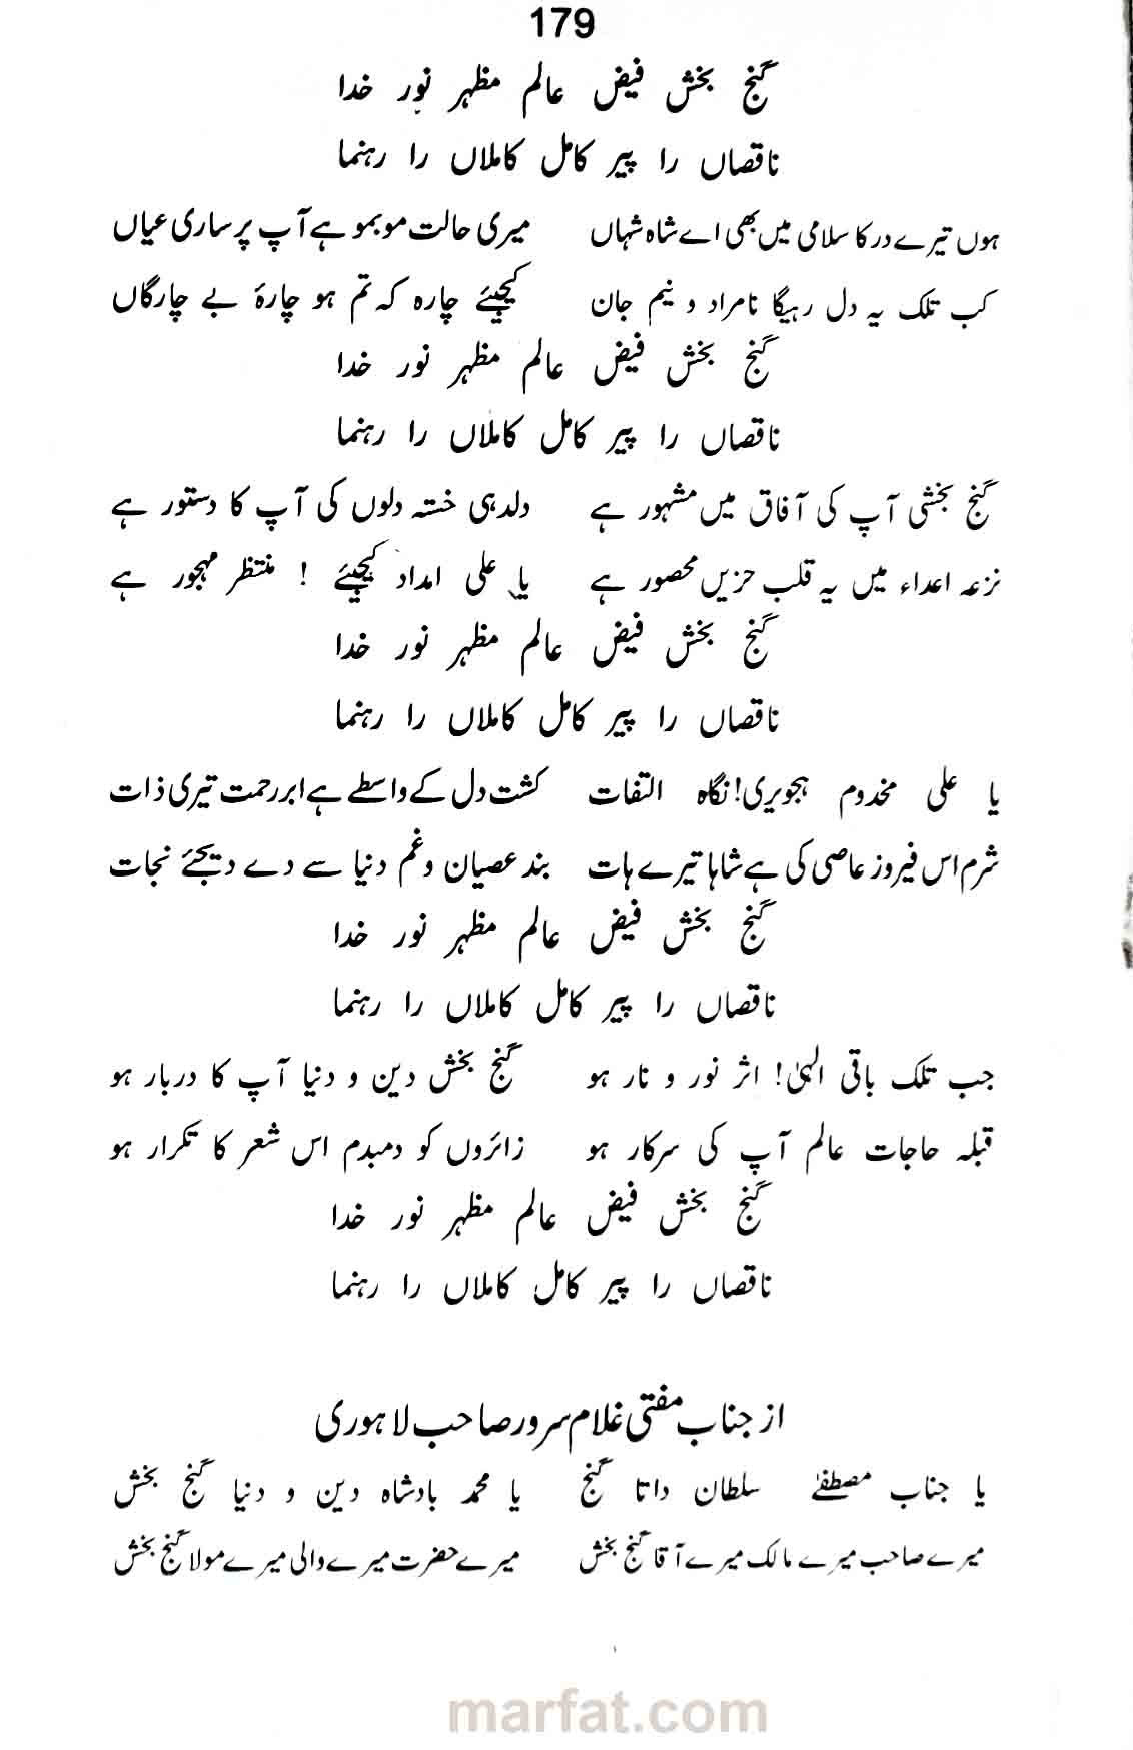 179
گنج بخش فیض عالم مظہر نور خدا
ناقصاں را پیر کامل کاملاں را رہنما
ہوں تیرے در کا سلامی میں بھی اے شاہ شہاں میری حالت موبمو ہے آپ پر ساری عیاں
کب تلک یہ دل رہیگا نامراد و نیم جان کیجیئے چارہ کہ تم ہو چارۂ بے چارگاں
گنج بخش فیض عالم مظہر نور خدا
ناقصاں را پیر کامل کاملاں را رہنما
گنج بخشی آپ کی آفاق میں مشہور ہے دلدہی خستہ دلوں کی آپ کا دستور ہے
نزعہ اعداء میں یہ قلب حزیں محصور ہے یا علی امداد کیجیئے ! منتظر مہجور ہے
گنج بخش فیض عالم مظہر نور خدا
ناقصاں را پیر کامل کاملاں را رہنما
یا علی مخدوم ہجویری! نگاہ التفات کشت دل کے واسطے ہے ابر رحمت تیری ذات
شرم اس فیروز عاصی کی ہے شاہا تیرے ہات بند عصیان و غم دنیا سے دے دیجئے نجات
گنج بخش فیض عالم مظہر نور خدا
ناقصاں را پیر کامل کاملاں را رہنما
جب تلک باقی الہیٰ! اثر نور و نار ہو گنج بخش دین و دنیا آپ کا دربار ہو
قبلہ حاجات عالم آپ کی سرکار ہو زائروں کو دمبدم اس شعر کا تکرار ہو
گنج بخش فیض عالم مظہر نور خدا
ناقصاں را پیر کامل کاملاں را رہنما
از جناب مفتی غلام سرور صاحب لاہوری
یا جناب مصطفےٰ سلطان داتا گنج یا محمد بادشاہ دین و دنیا گنج بخش
میرے صاحب میرے مالک میرے آقا گنج بخش میرے حضرت میرے والی میرے مولا گنج بخش
marfat.com